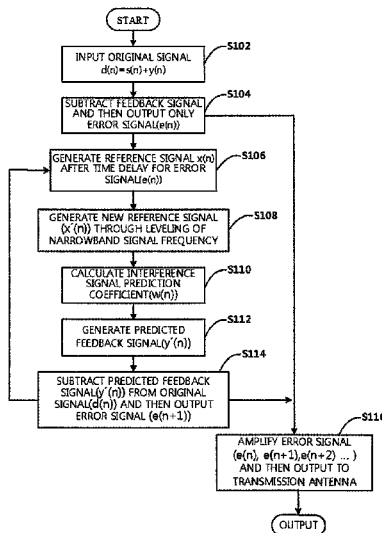 START
S102
INPUT ORIGINAL SIGNAL
d(n)=s(n)+y(n)
S104
SUBTRACT FEEDBACK SIGNAL
AND THEN OUTPUT ONLY
ERROR SIGNAL(e(n))
S106
GENERATE REFERENCE SIGNAL x(n)
AFTER TIME DELAY FOR ERROR
SIGNAL(e(n))
S108
GENERATE NEW REFERENCE SIGNAL
(x´(n)) THROUGH LEVELING OF
NARROWBAND SIGNAL FREQUENCY
S110
CALCULATE INTERFERENCE
SIGNAL PREDICTION
COEFFICIENT(w(n))
S112
GENERATE PREDICTED
FEEDBACK SIGNAL(y´(n))
S114
SUBTRACT PREDICTED FEEDBACK
SIGNAL(y´(n)) FROM ORIGINAL
SIGNAL(d(n)) AND THEN OUTPUT
ERROR SIGNAL (e(n+1))
S116
AMPLIFY ERROR SIGNAL
(e(n), e(n+1),e(n+2) ... )
AND THEN OUTPUT TO
TRANSMISSION ANTENNA
OUTPUT